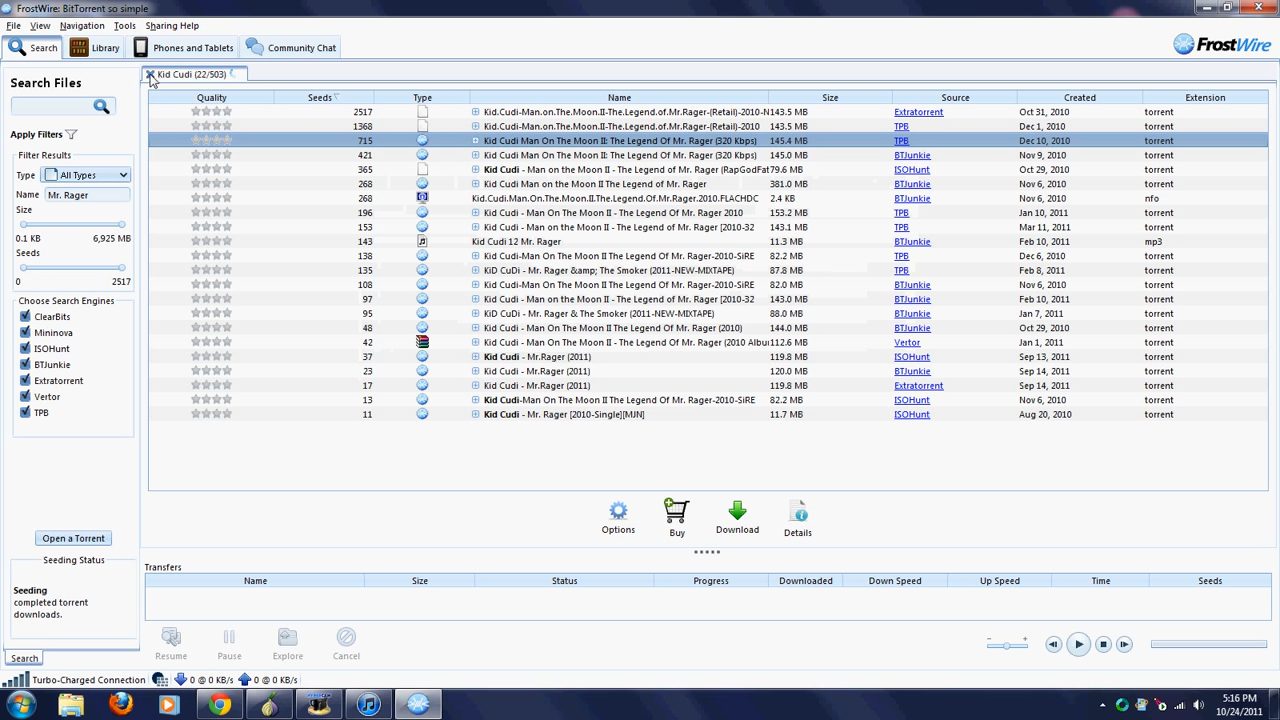 FrostWire: BitTorrent so simple
File View Navigation Tools Sharing Help
Search Library Phones and Tablets Community Chat FrostWire
Kid Cudi (22/503)
Search Files
Apply Filters
Filter Results
Type All Types
Name Mr. Rager
Size
0.1 KB 6,925 MB
Seeds
0 2517
Choose Search Engines
ClearBits
Mininova
ISOHunt
BTJunkie
Extratorrent
Vertor
TPB
Open a Torrent
Seeding Status
Seeding
completed torrent
downloads.
Search
Quality Seeds Type Name Size Source Created Extension
2517 Kid.Cudi-Man.on.The.Moon.II-The.Legend.of.Mr.Rager-(Retail)-2010-N 143.5 MB Extratorrent Oct 31, 2010 torrent
1368 Kid.Cudi-Man.on.The.Moon.II-The.Legend.of.Mr.Rager-(Retail)-2010 143.5 MB TPB Dec 1, 2010 torrent
715 Kid Cudi Man On The Moon II: The Legend Of Mr. Rager (320 Kbps) 145.4 MB TPB Dec 10, 2010 torrent
421 Kid Cudi Man On The Moon II: The Legend Of Mr. Rager (320 Kbps) 145.0 MB BTJunkie Nov 9, 2010 torrent
365 Kid Cudi - Man on the Moon II - The Legend of Mr. Rager (RapGodFat 79.6 MB ISOHunt Oct 29, 2010 torrent
268 Kid Cudi Man on the Moon II The Legend of Mr. Rager 381.0 MB BTJunkie Nov 6, 2010 torrent
268 Kid.Cudi.Man.On.The.Moon.II.The.Legend.of.Mr.Rager.2010.FLACHDC 2.4 KB BTJunkie Nov 6, 2010 nfo
196 Kid Cudi - Man On The Moon II - The Legend Of Mr. Rager 2010 153.2 MB TPB Jan 10, 2011 torrent
153 Kid Cudi - Man on the Moon II - The Legend of Mr. Rager [2010-32 143.1 MB TPB Mar 11, 2011 torrent
143 Kid Cudi 12 Mr. Rager 11.3 MB BTJunkie Feb 10, 2011 mp3
138 Kid Cudi-Man On The Moon II The Legend Of Mr. Rager-2010-SiRE 82.2 MB TPB Nov 6, 2010 torrent
135 KiD CuDi - Mr. Rager &amp; The Smoker (2011-NEW-MIXTAPE) 87.8 MB TPB Feb 8, 2011 torrent
108 Kid Cudi-Man On The Moon II The Legend Of Mr. Rager-2010-SiRE 82.0 MB BTJunkie Nov 6, 2010 torrent
97 Kid Cudi - Man on the Moon II - The Legend of Mr. Rager [2010-32 143.0 MB BTJunkie Feb 10, 2011 torrent
95 KiD CuDi - Mr. Rager & The Smoker (2011-NEW-MIXTAPE) 88.0 MB BTJunkie Jan 7, 2011 torrent
48 Kid Cudi - Man On The Moon II The Legend Of Mr. Rager (2010) 144.0 MB BTJunkie Oct 29, 2010 torrent
42 Kid Cudi - Man On The Moon II - The Legend Of Mr. Rager (2010 Albu 112.6 MB Vertor Jan 1, 2011 torrent
37 Kid Cudi - Mr.Rager (2011) 119.8 MB ISOHunt Sep 13, 2011 torrent
23 Kid Cudi - Mr.Rager (2011) 120.0 MB BTJunkie Sep 14, 2011 torrent
17 Kid Cudi - Mr.Rager (2011) 119.8 MB Extratorrent Sep 14, 2011 torrent
13 Kid Cudi-Man On The Moon II The Legend Of Mr. Rager-2010-SiRE 82.2 MB ISOHunt Nov 6, 2010 torrent
11 Kid Cudi - Mr. Rager [2010-Single][MJN] 11.7 MB ISOHunt Aug 20, 2010 torrent
Options Buy Download Details
Transfers
Name Size Status Progress Downloaded Down Speed Up Speed Time Seeds
Resume Pause Explore Cancel
Turbo-Charged Connection 0 @ 0 KB/s 0 @ 0 KB/s
5:16 PM
10/24/2011